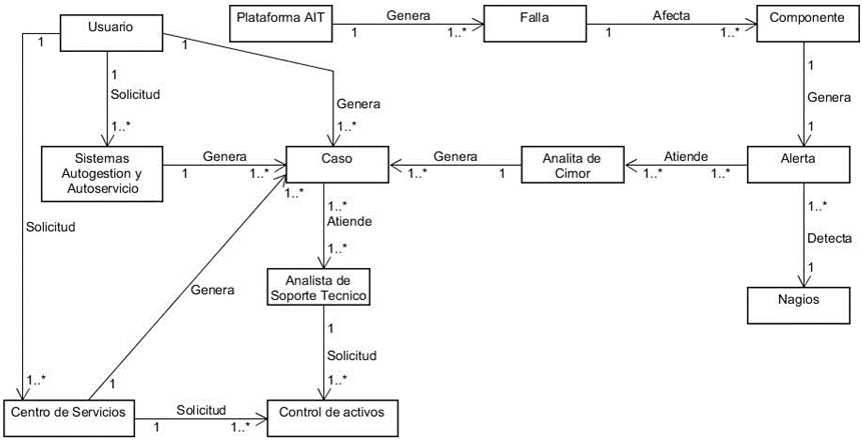 Usuario
Plataforma AIT
Genera
1
1..*
Falla
Afecta
1
1..*
Componente
1
1
1
Solicitud
1..*
Genera
1..*
1
Genera
1
Sistemas
Autogestion y
Autoservicio
Genera
1
1..*
Caso
Genera
1..*
1
Analita de
Cimor
Atiende
1..*
1..*
Alerta
1..*
1..*
Atiende
1..*
1..*
Detecta
1
Solicitud
Analista de
Soporte Tecnico
Nagios
Genera
1
Solicitud
1..*
1..*
1
Centro de Servicios
Solicitud
1
1..*
Control de activos